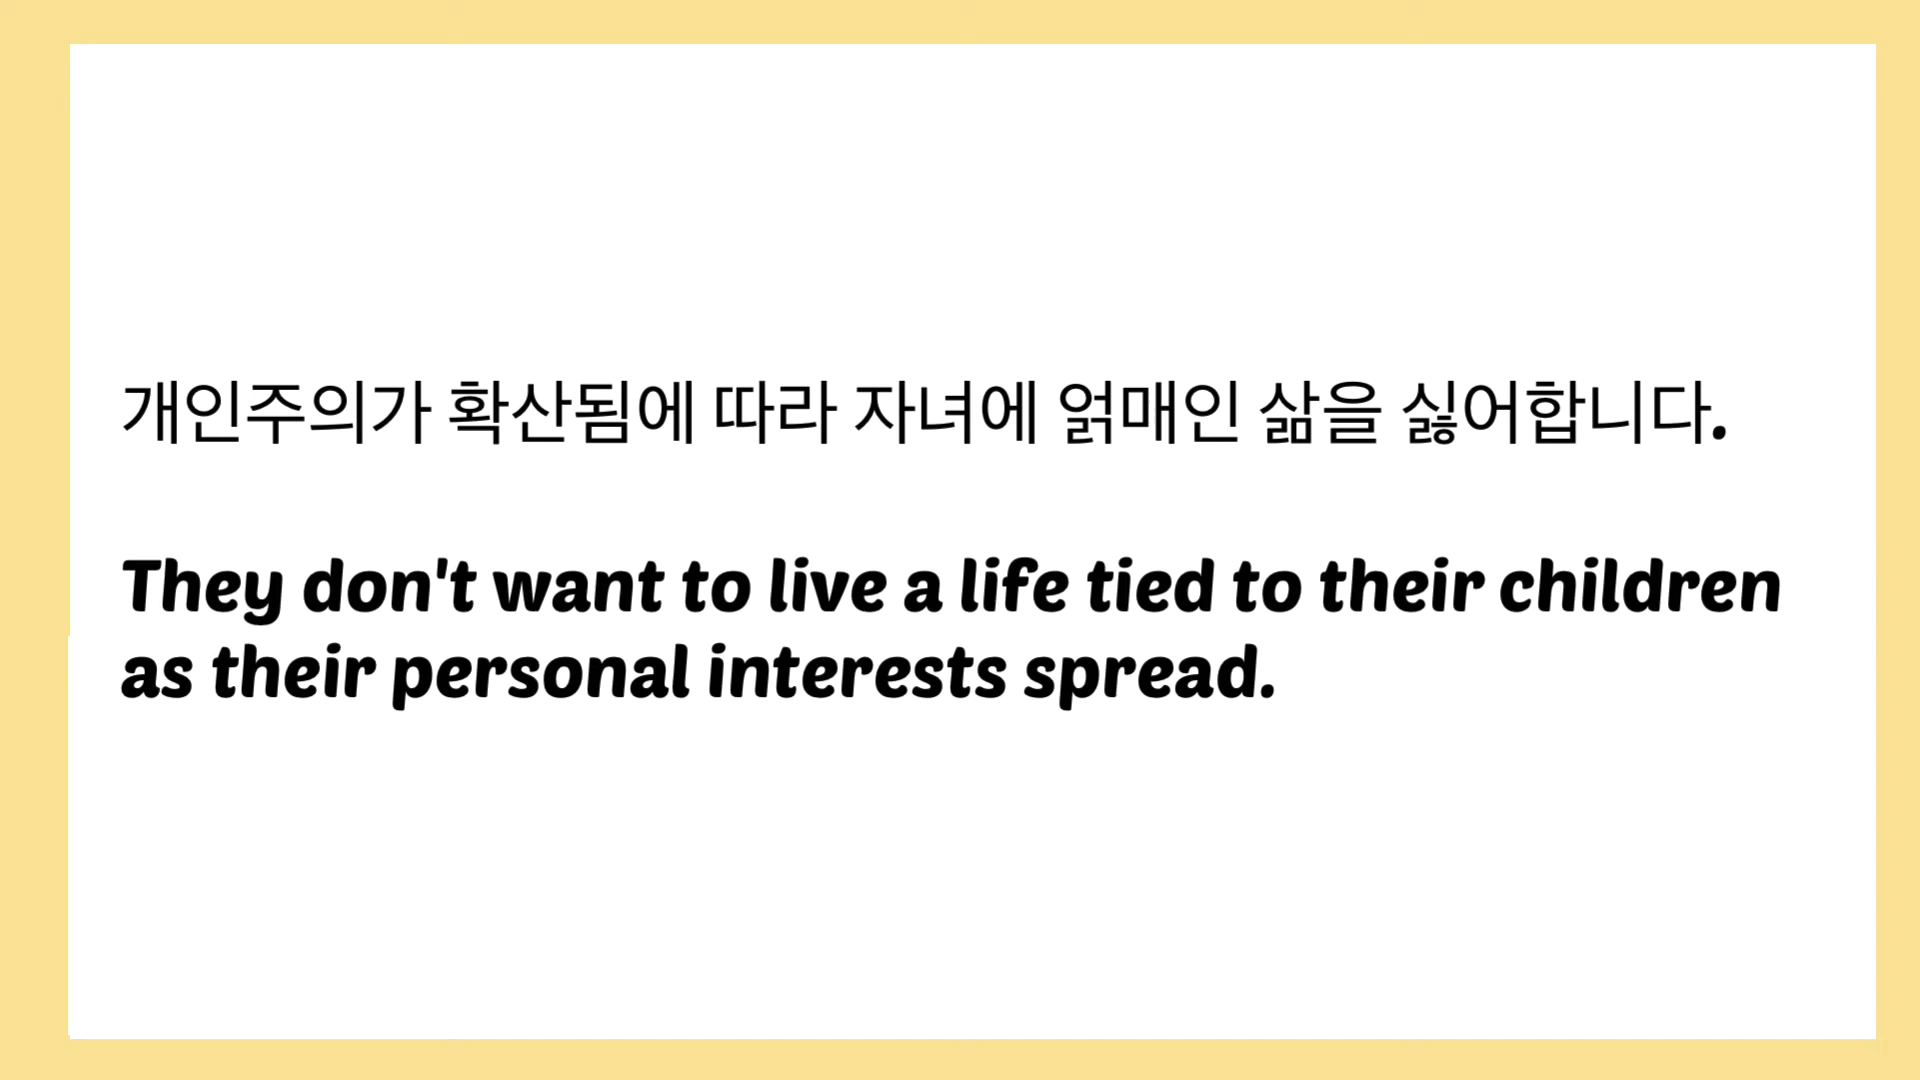 개인주의가 확산됨에 따라 자녀에 얽매인 삶을 싫어합니다.
They don't want to live a life tied to their children
as their personal interests spread.